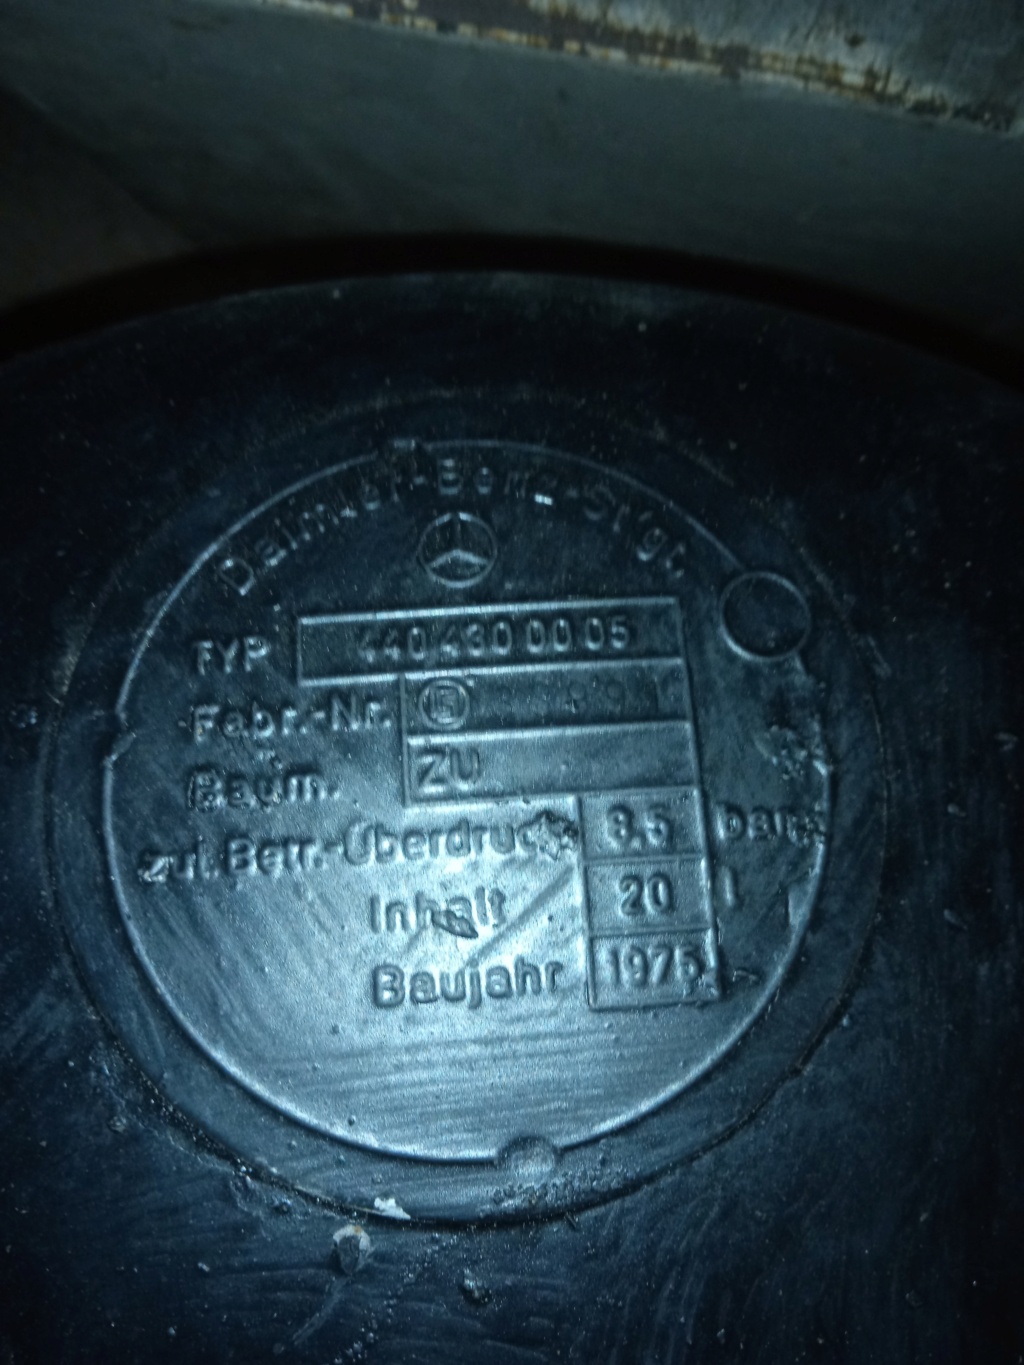 Daimler-Benz-Stgt.
TYP 440 430 00 05
Fabr.-Nr.
Baum. ZU
zul. Betr.-Überdruck 8,5 bar
Inhalt 20 l
Baujahr 1975